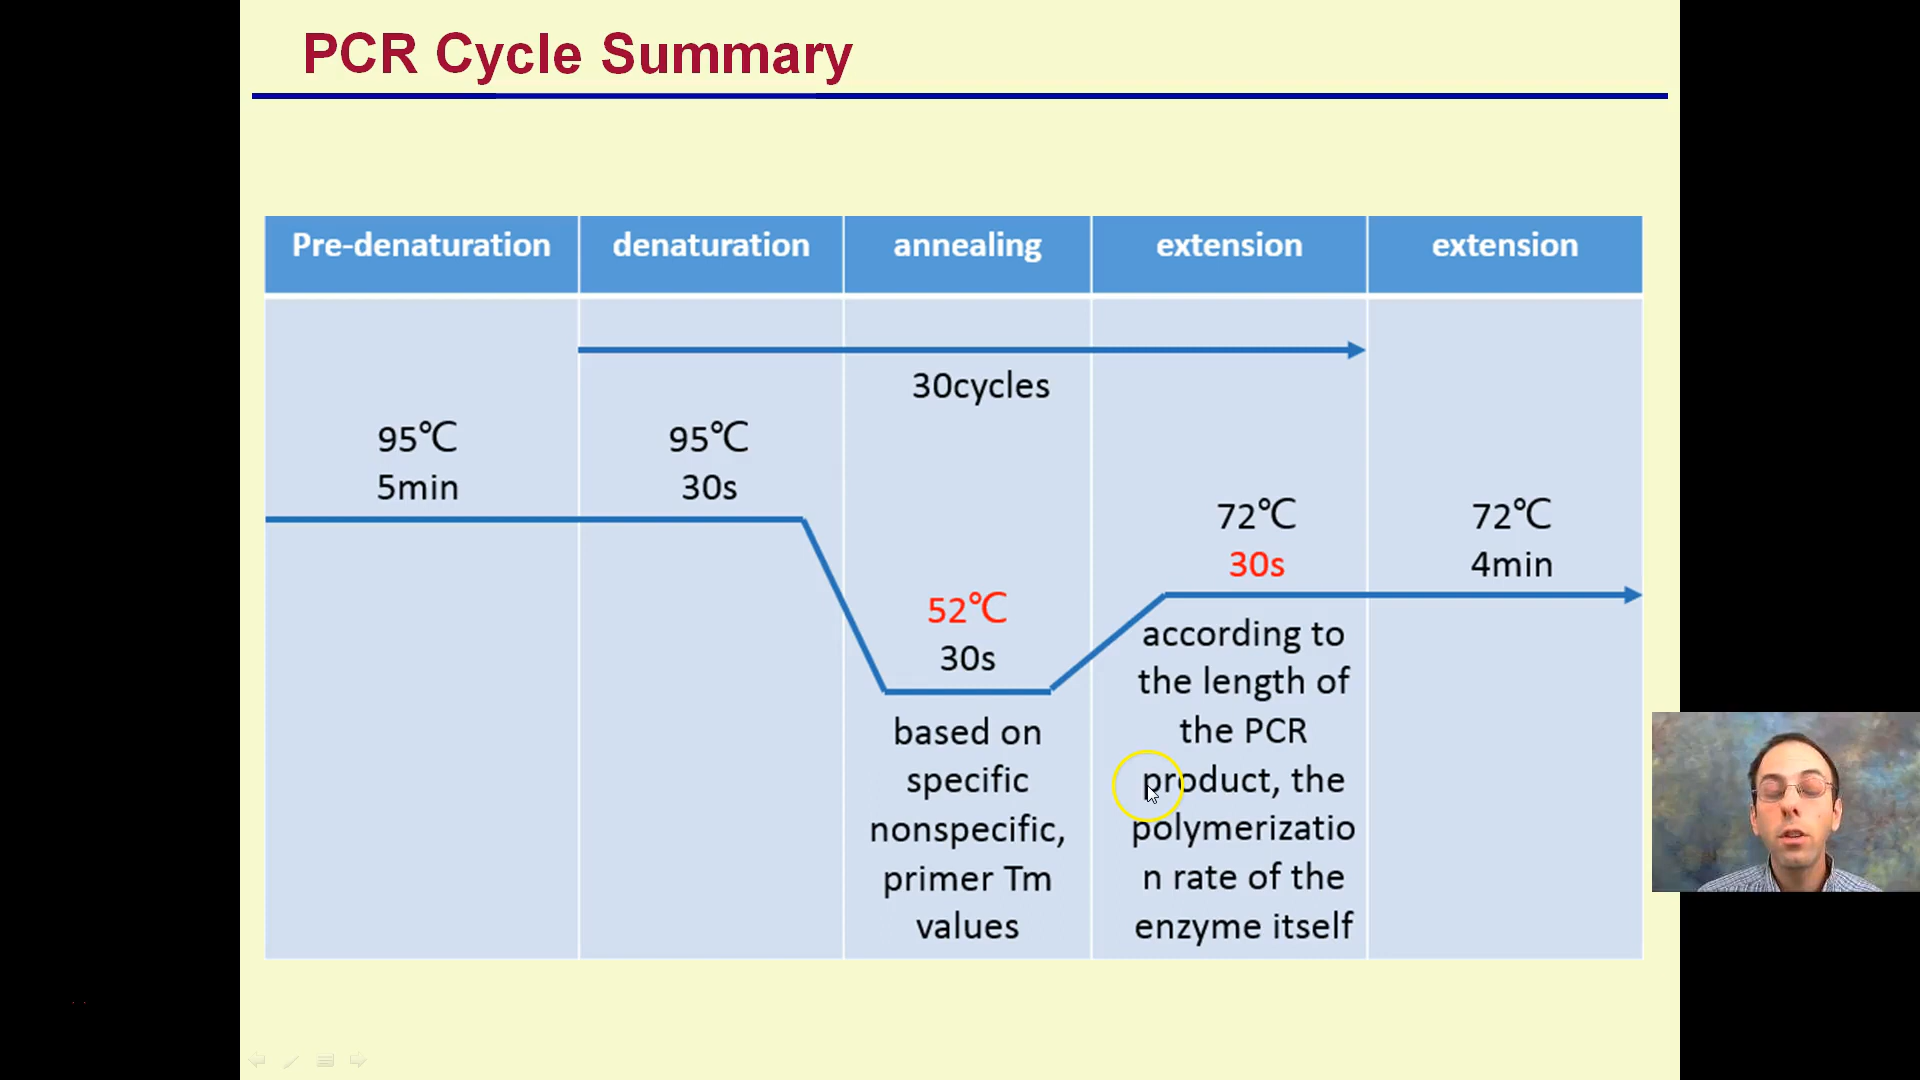 PCR Cycle Summary
Pre-denaturation
denaturation
annealing
extension
extension
30cycles
95℃
5min
95℃
30s
52℃
30s
based on
specific
nonspecific,
primer Tm
values
72℃
30s
according to
the length of
the PCR
product, the
polymerizatio
n rate of the
enzyme itself
72℃
4min